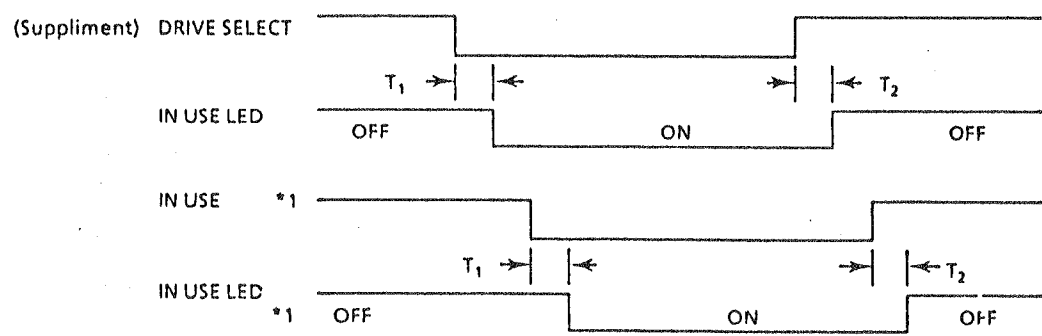 (Suppliment) DRIVE SELECT
T1 T2
IN USE LED
OFF ON OFF
IN USE *1
T1 T2
IN USE LED
*1 OFF ON OFF